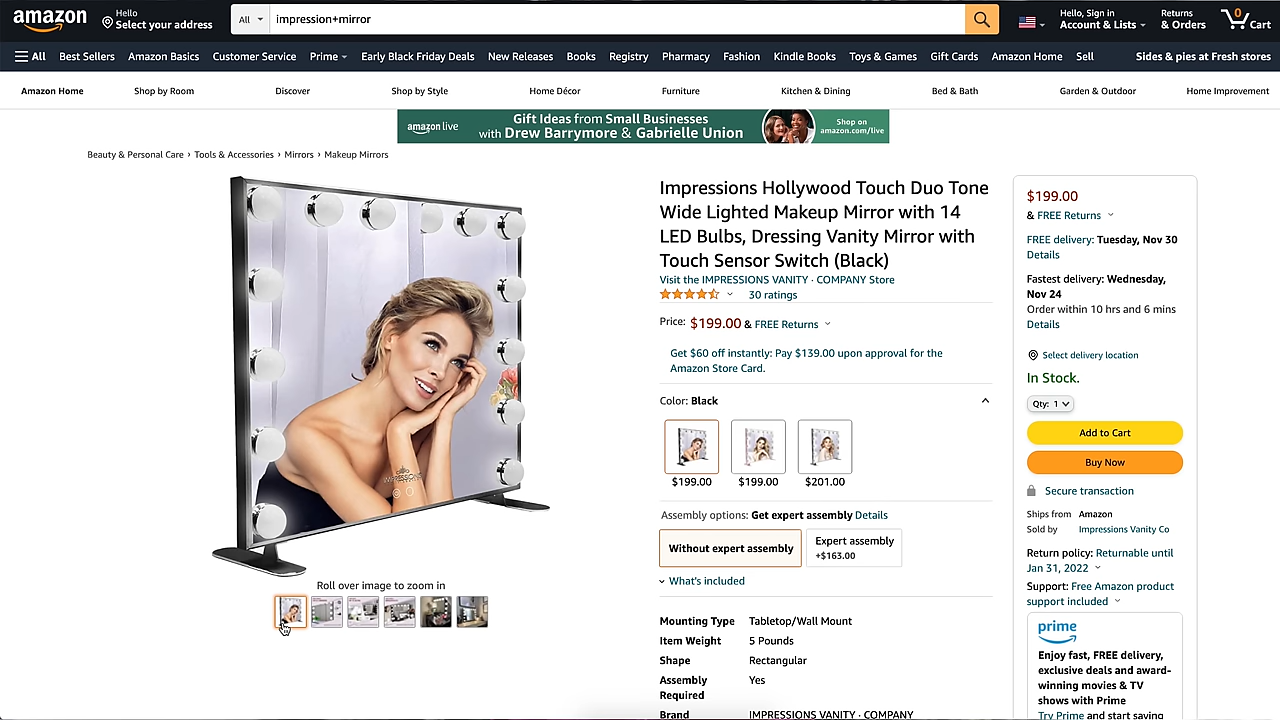 amazon
Hello
Select your address
All
impression+mirror
Hello, Sign in
Account & Lists
Returns
& Orders
0
Cart
All
Best Sellers
Amazon Basics
Customer Service
Prime
Early Black Friday Deals
New Releases
Books
Registry
Pharmacy
Fashion
Kindle Books
Toys & Games
Gift Cards
Amazon Home
Sell
Sides & pies at Fresh stores
Amazon Home
Shop by Room
Discover
Shop by Style
Home Décor
Furniture
Kitchen & Dining
Bed & Bath
Garden & Outdoor
Home Improvement
amazon live
Gift Ideas from Small Businesses
with Drew Barrymore & Gabrielle Union
Shop on
amazon.com/live
Beauty & Personal Care › Tools & Accessories › Mirrors › Makeup Mirrors
Roll over image to zoom in
Impressions Hollywood Touch Duo Tone
Wide Lighted Makeup Mirror with 14
LED Bulbs, Dressing Vanity Mirror with
Touch Sensor Switch (Black)
Visit the IMPRESSIONS VANITY · COMPANY Store
30 ratings
Price: $199.00 & FREE Returns
Get $60 off instantly: Pay $139.00 upon approval for the
Amazon Store Card.
Color: Black
$199.00
$199.00
$201.00
Assembly options: Get expert assembly Details
Without expert assembly
Expert assembly
+$163.00
What's included
Mounting Type Tabletop/Wall Mount
Item Weight 5 Pounds
Shape Rectangular
Assembly Yes
Required
Brand IMPRESSIONS VANITY · COMPANY
$199.00
& FREE Returns
FREE delivery: Tuesday, Nov 30
Details
Fastest delivery: Wednesday,
Nov 24
Order within 10 hrs and 6 mins
Details
Select delivery location
In Stock.
Qty: 1
Add to Cart
Buy Now
Secure transaction
Ships from Amazon
Sold by Impressions Vanity Co
Return policy: Returnable until
Jan 31, 2022
Support: Free Amazon product
support included
prime
Enjoy fast, FREE delivery,
exclusive deals and award-
winning movies & TV
shows with Prime
Try Prime and start saving